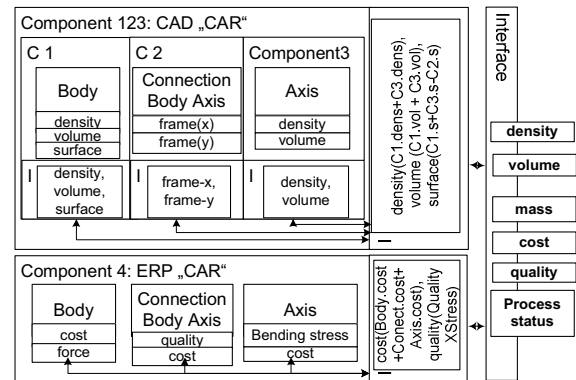 Component 123: CAD „CAR“
C 1
Body
density
volume
surface
I
density,
volume,
surface
C 2
Connection
Body Axis
frame(x)
frame(y)
I
frame-x,
frame-y
Component3
Axis
density
volume
I
density,
volume
density(C1.dens+C3.dens),
volume (C1.vol + C3.vol),
surface(C1.s+C3.s-C2.s)
I
Component 4: ERP „CAR“
Body
cost
force
Connection
Body Axis
quality
cost
Axis
Bending stress
cost
cost(Body.cost
+Conect.cost+
Axis.cost),
quality(Quality
XStress)
I
Interface
density
volume
mass
cost
quality
Process
status